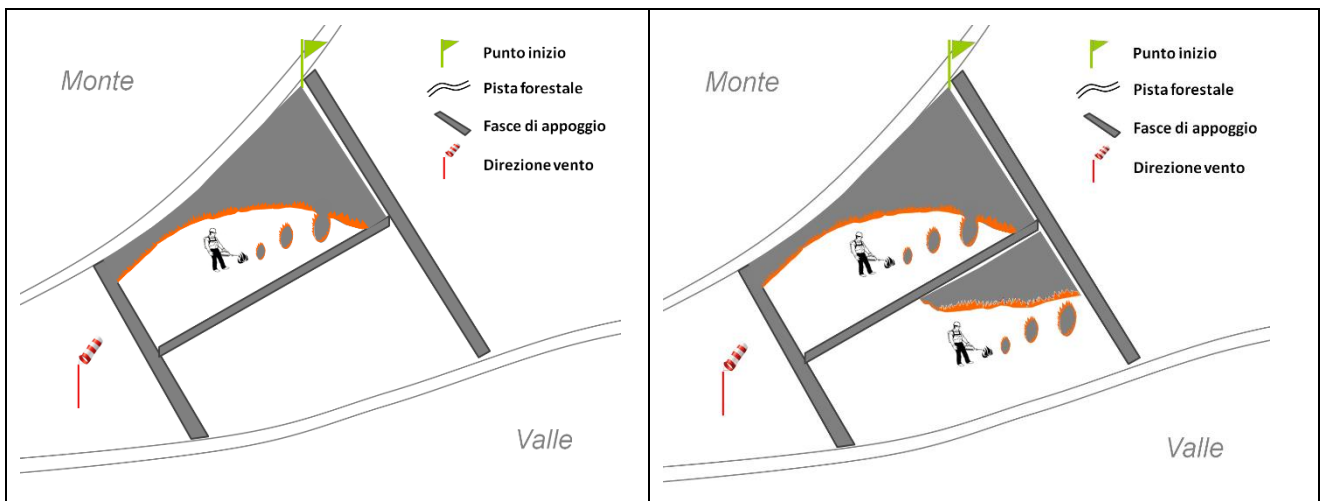 Monte
Punto inizio
Pista forestale
Fasce di appoggio
Direzione vento
Valle
Monte
Punto inizio
Pista forestale
Fasce di appoggio
Direzione vento
Valle